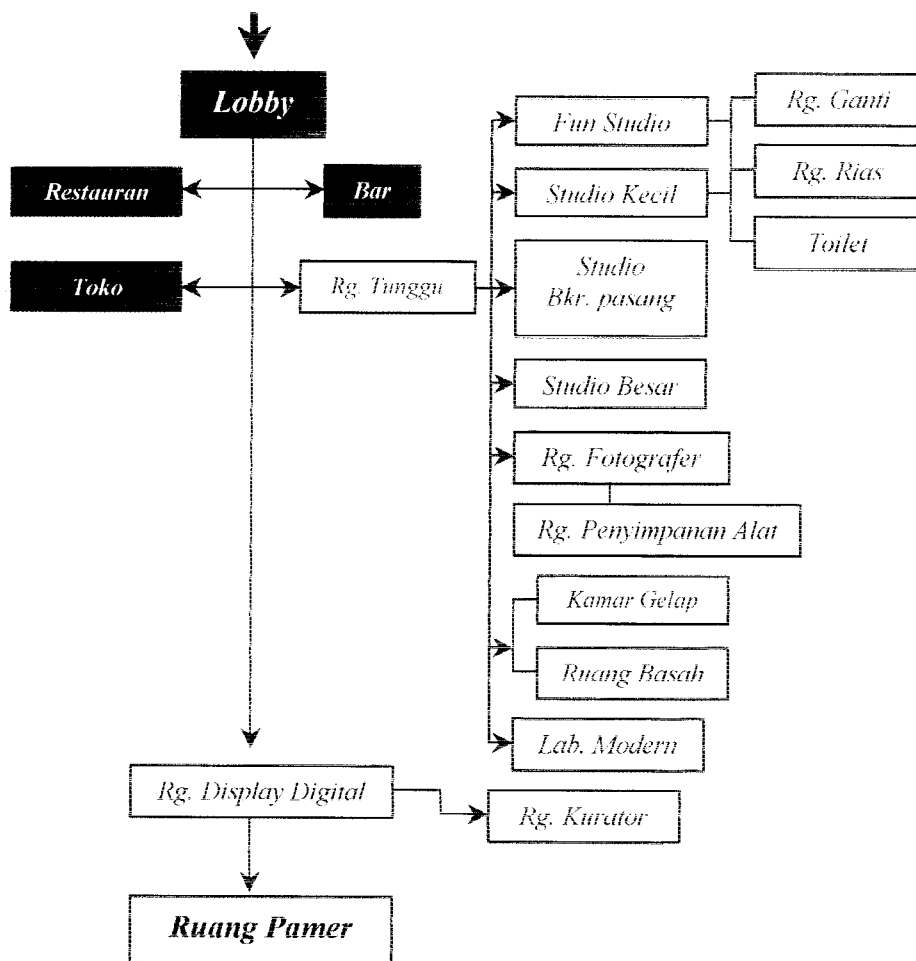 Lobby
Restauran
Bar
Toko
Rg. Tunggu
Fun Studio
Studio Kecil
Studio
Bkr. pasang
Studio Besar
Rg. Fotografer
Rg. Penyimpanan Alat
Kamar Gelap
Ruang Basah
Lab. Modern
Rg. Ganti
Rg. Rias
Toilet
Rg. Display Digital
Rg. Kurator
Ruang Pamer